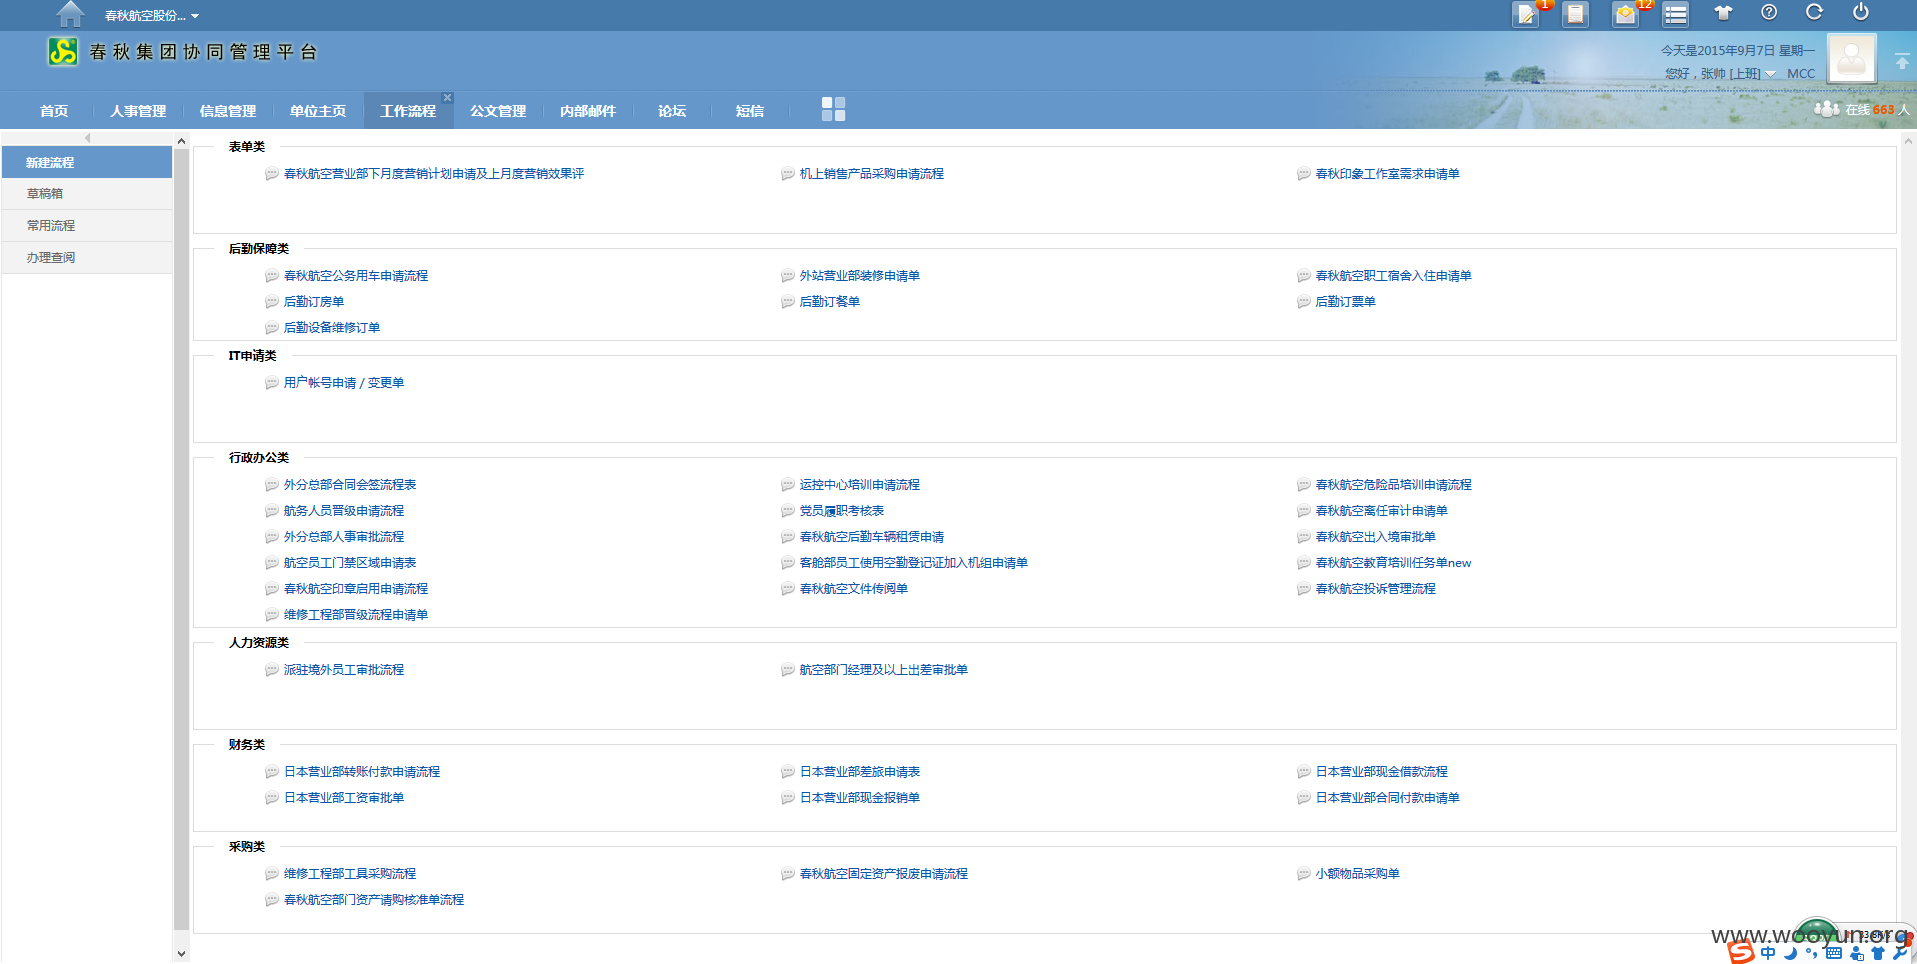 春秋航空股份...
1
12
春秋集团协同管理平台
今天是2015年9月7日 星期一
您好，张帅 [上班] MCC
首页 人事管理 信息管理 单位主页 工作流程 公文管理 内部邮件 论坛 短信
在线 663 人
新建流程
草稿箱
常用流程
办理查阅
表单类
春秋航空营业部下月度营销计划申请及上月度营销效果评 机上销售产品采购申请流程 春秋印象工作室需求申请单
后勤保障类
春秋航空公务用车申请流程 外站营业部装修申请单 春秋航空职工宿舍入住申请单
后勤订房单 后勤订餐单 后勤订票单
后勤设备维修订单
IT申请类
用户帐号申请 / 变更单
行政办公类
外分总部合同会签流程表 运控中心培训申请流程 春秋航空危险品培训申请流程
航务人员晋级申请流程 党员履职考核表 春秋航空离任审计申请单
外分总部人事审批流程 春秋航空后勤车辆租赁申请 春秋航空出入境审批单
航空员工门禁区域申请表 客舱部员工使用空勤登记证加入机组申请单 春秋航空教育培训任务单new
春秋航空印章启用申请流程 春秋航空文件传阅单 春秋航空投诉管理流程
维修工程部晋级流程申请单
人力资源类
派驻境外员工审批流程 航空部门经理及以上出差审批单
财务类
日本营业部转账付款申请流程 日本营业部差旅申请表 日本营业部现金借款流程
日本营业部工资审批单 日本营业部现金报销单 日本营业部合同付款申请单
采购类
维修工程部工具采购流程 春秋航空固定资产报废申请流程 小额物品采购单
春秋航空部门资产请购核准单流程
www.wooyun.org
中